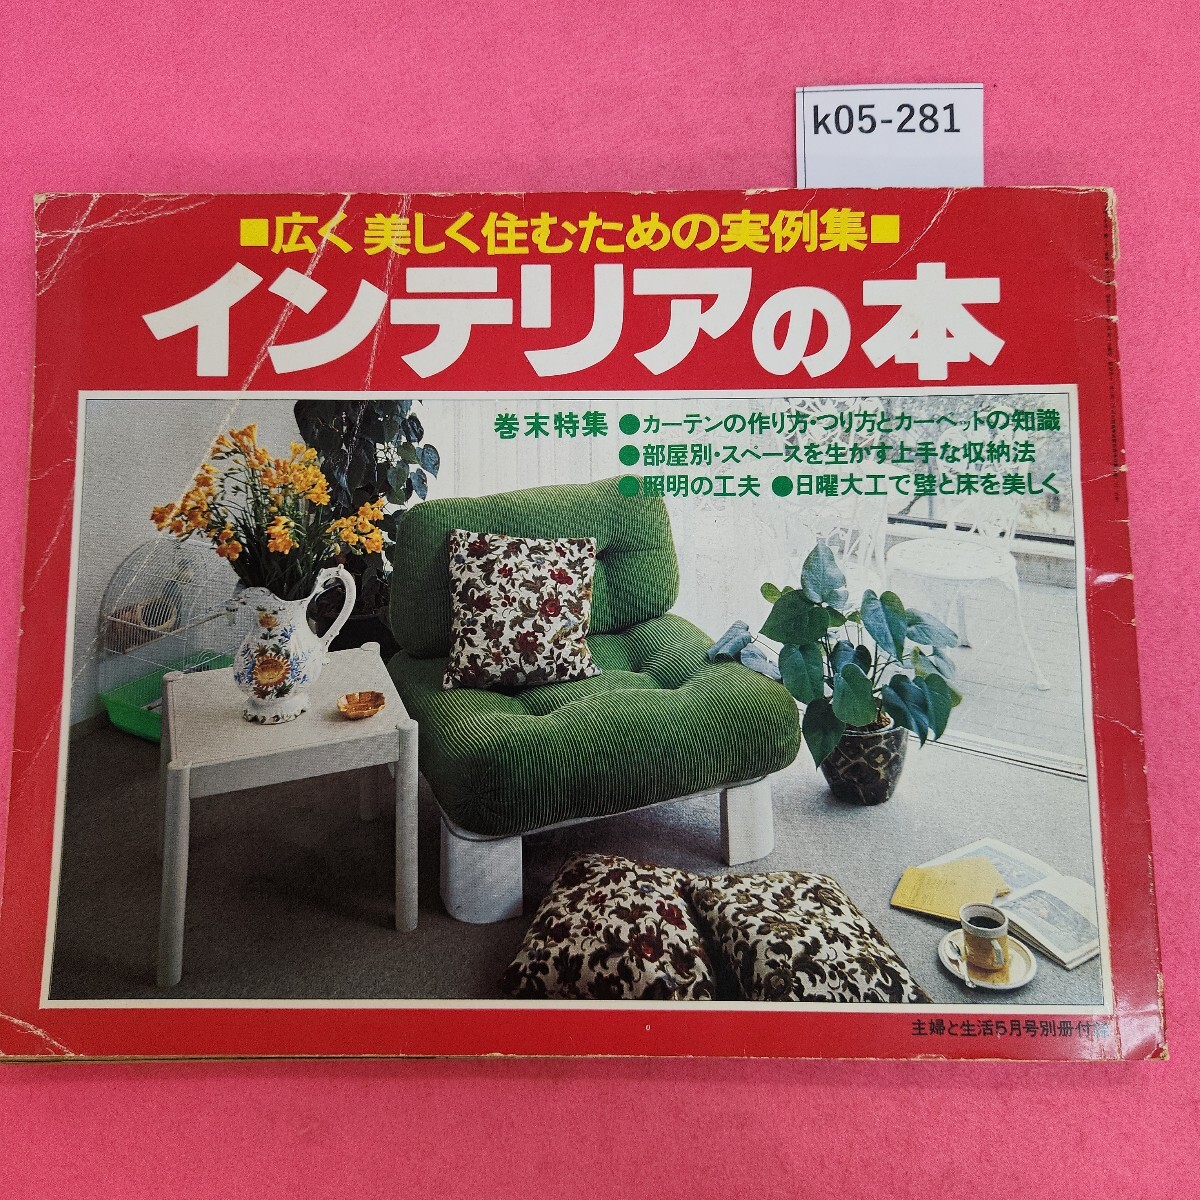 k05-281
■広く美しく住むための実例集■
インテリアの本
巻末特集 ●カーテンの作り方・つり方とカーペットの知識
●部屋別・スペースを生かす上手な収納法
●照明の工夫 ●日曜大工で壁と床を美しく
主婦と生活5月号別冊付録